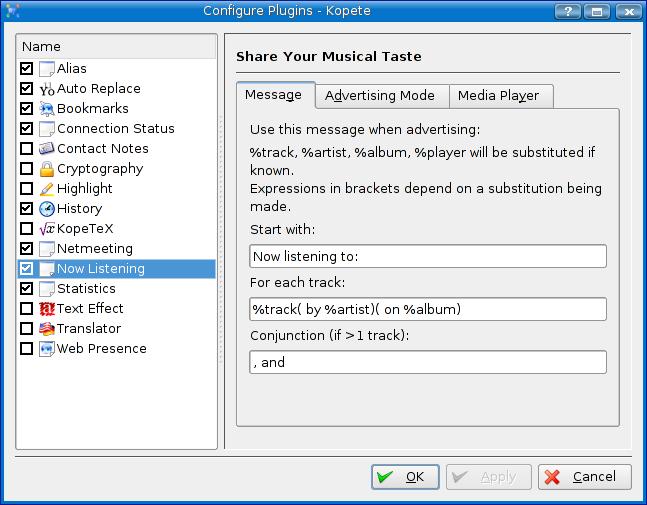 Configure Plugins - Kopete
Name
Alias
Auto Replace
Bookmarks
Connection Status
Contact Notes
Cryptography
Highlight
History
KopeTeX
Netmeeting
Now Listening
Statistics
Text Effect
Translator
Web Presence
Share Your Musical Taste
Message
Advertising Mode
Media Player
Use this message when advertising:
%track, %artist, %album, %player will be substituted if
known.
Expressions in brackets depend on a substitution being
made.
Start with:
Now listening to:
For each track:
%track( by %artist)( on %album)
Conjunction (if >1 track):
, and
OK
Apply
Cancel